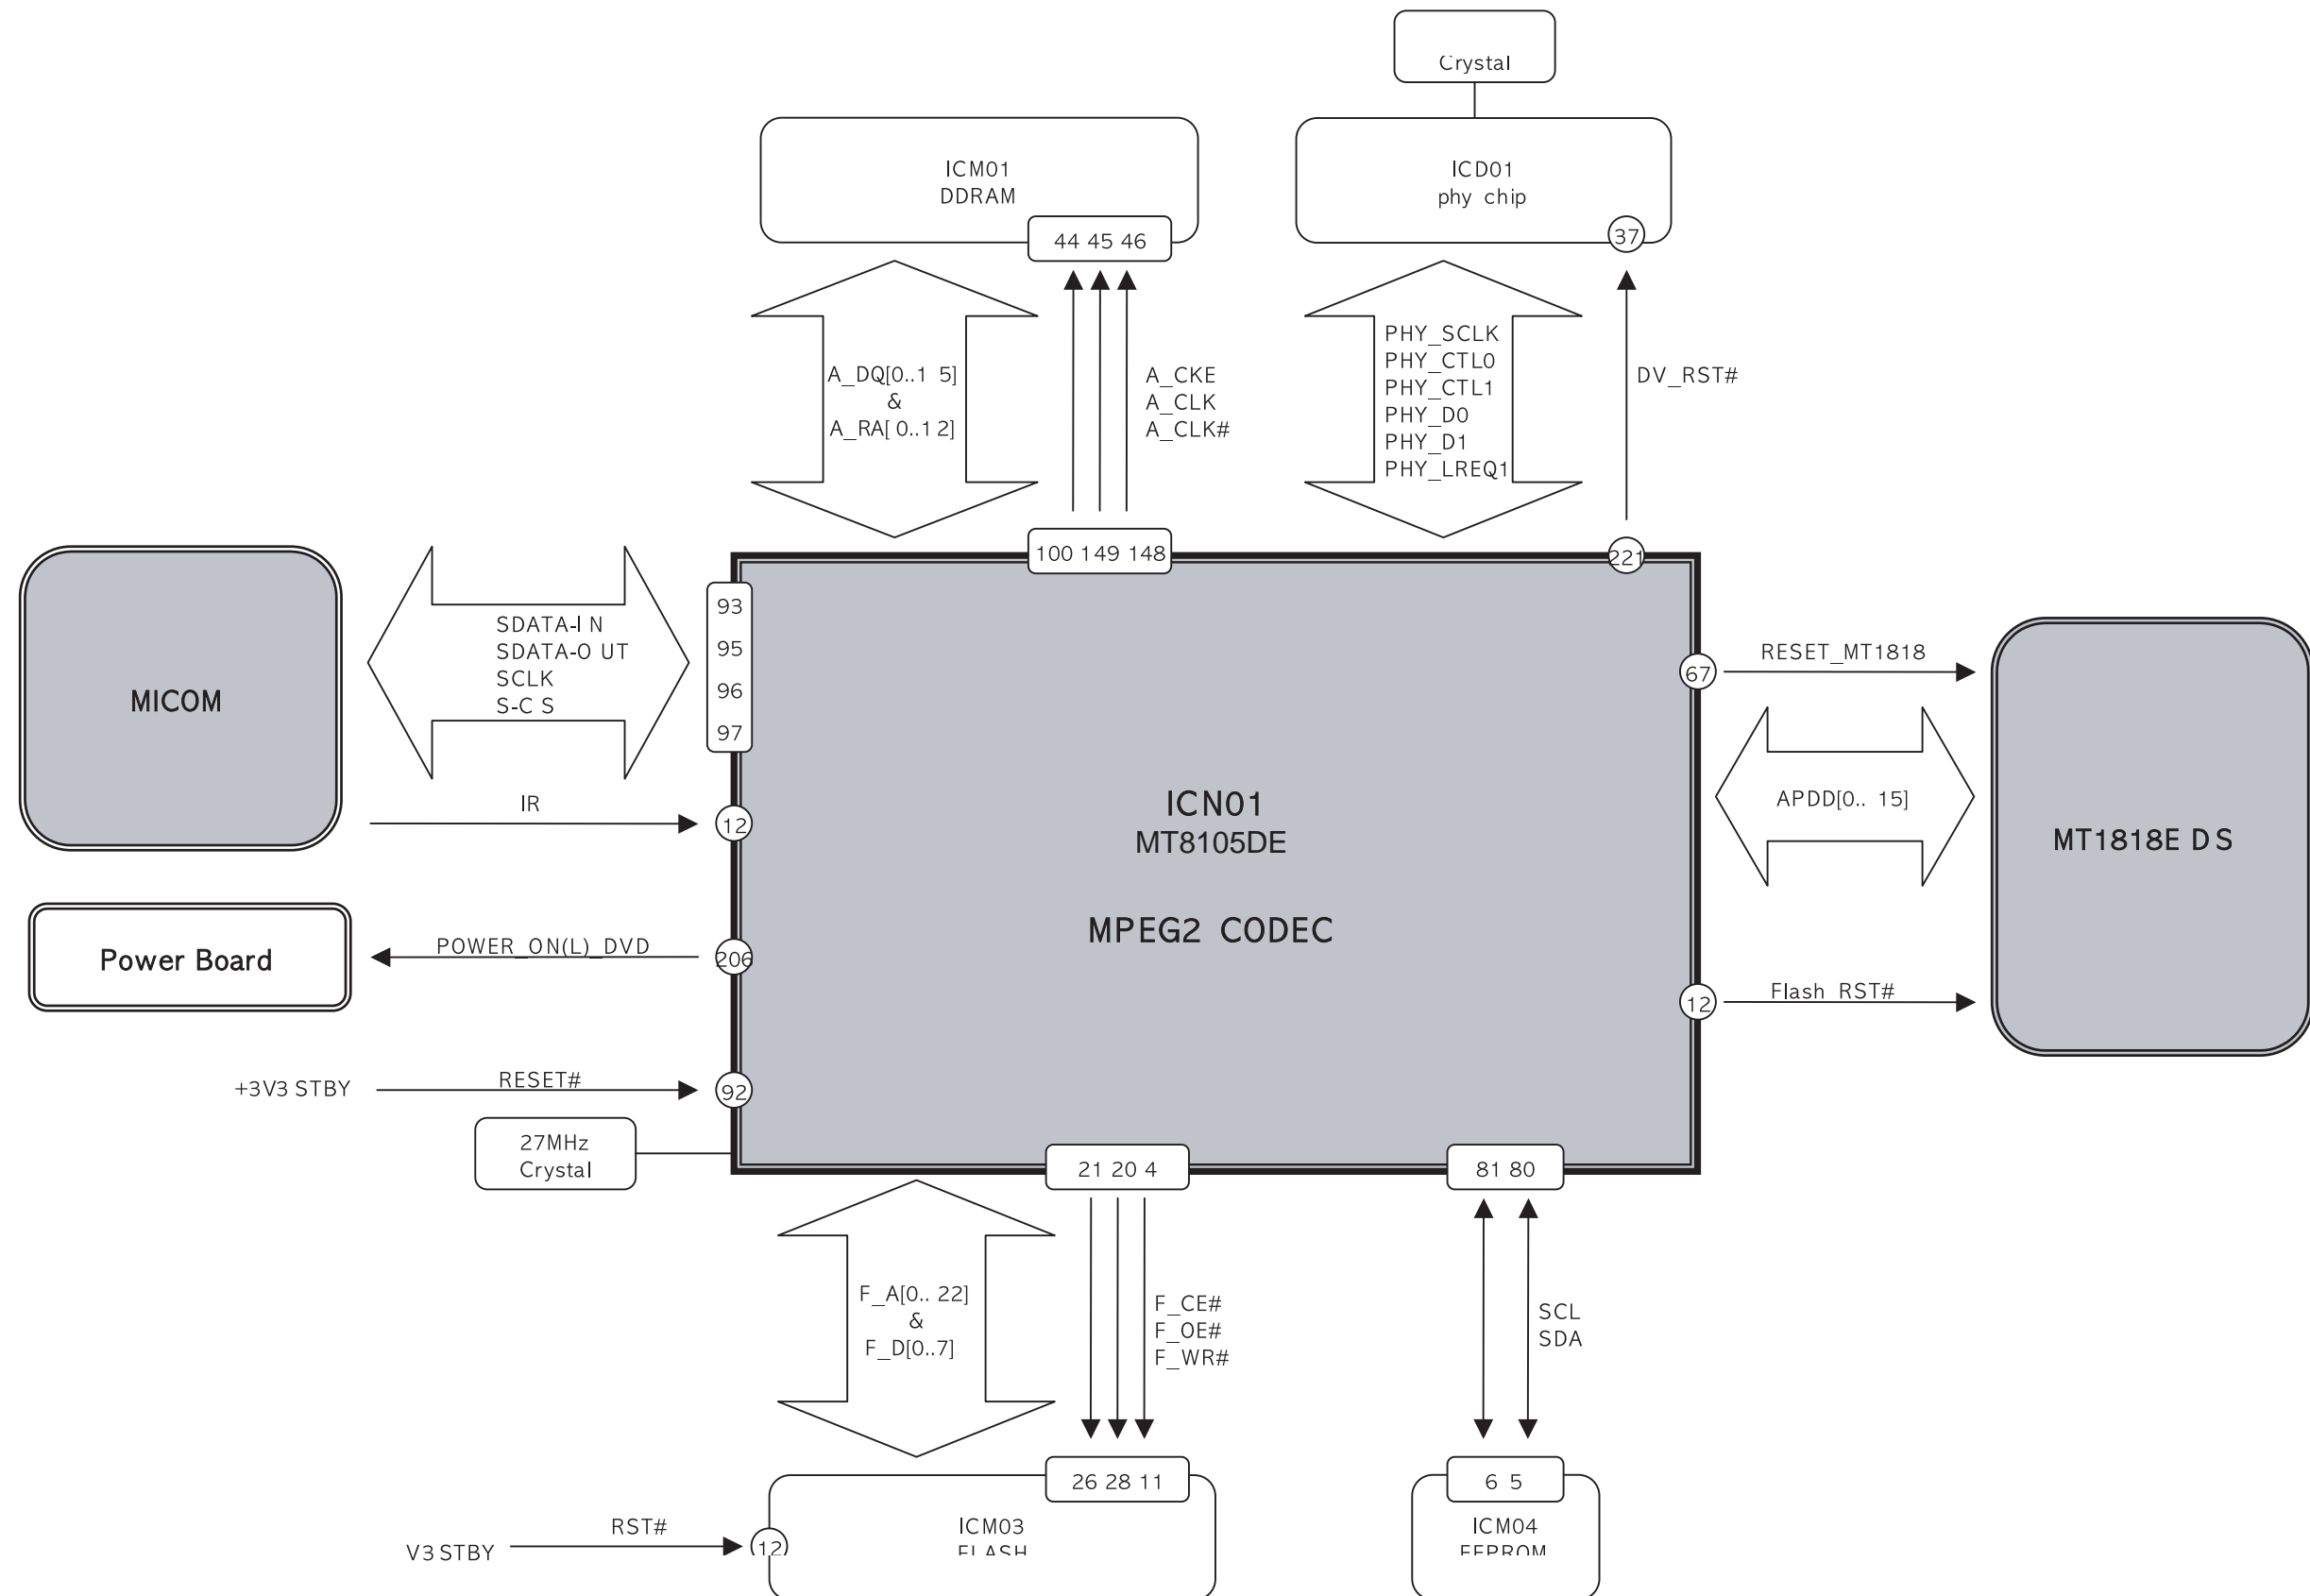 Crystal
ICM01
DDRAM
44 45 46
ICD01
phy chip
37
A_DQ[0..1 5]
&
A_RA[ 0..1 2]
A_CKE
A_CLK
A_CLK#
PHY_SCLK
PHY_CTL0
PHY_CTL1
PHY_D0
PHY_D1
PHY_LREQ1
DV_RST#
100 149 148
221
MICOM
SDATA-I N
SDATA-O UT
SCLK
S-C S
93
95
96
97
IR
12
ICN01
MT8105DE
MPEG2 CODEC
67
RESET_MT1818
APDD[0.. 15]
MT1818E D S
12
Flash RST#
Power Board
POWER_ON(L)_DVD
206
+3V3 STBY
RESET#
92
27MHz
Crystal
21 20 4
81 80
F_A[0.. 22]
&
F_D[0..7]
F_CE#
F_OE#
F_WR#
SCL
SDA
26 28 11
6 5
V3 STBY
RST#
12
ICM03
FLASH
ICM04
EEPROM